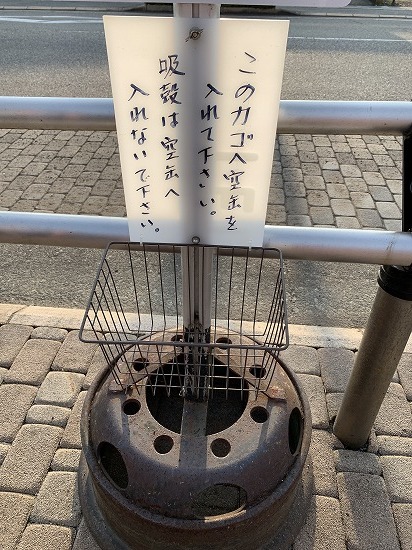 このカゴへ空缶を
入れて下さい。
吸殻は空缶へ
入れないで下さい。